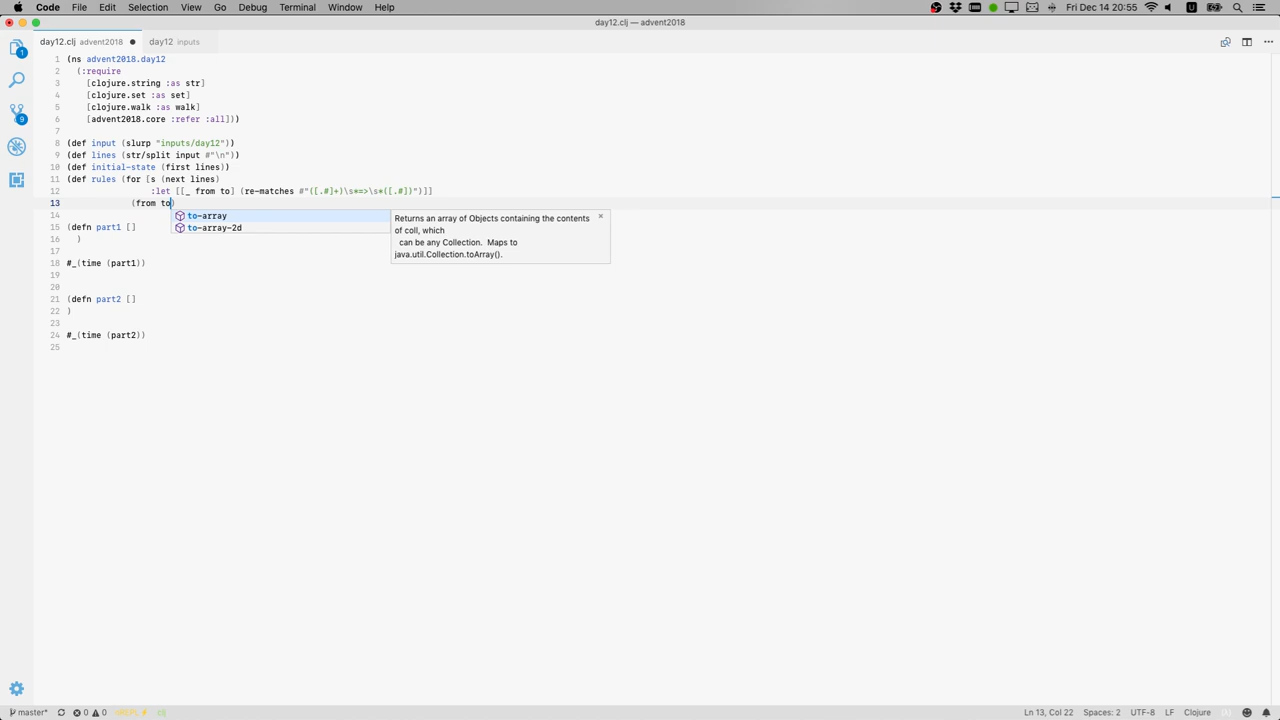 Code File Edit Selection View Go Debug Terminal Window Help Fri Dec 14 20:55
day12.clj — advent2018
day12.clj advent2018 day12 inputs
1 (ns advent2018.day12
2 (:require
3 [clojure.string :as str]
4 [clojure.set :as set]
5 [clojure.walk :as walk]
6 [advent2018.core :refer :all]))
7
8 (def input (slurp "inputs/day12"))
9 (def lines (str/split input #"\n"))
10 (def initial-state (first lines))
11 (def rules (for [s (next lines)
12 :let [[_ from to] (re-matches #"([.#]+)\s*=>\s*([.#])")]]
13 (from to)
to-array
to-array-2d
Returns an array of Objects containing the contents
of coll, which
can be any Collection. Maps to
java.util.Collection.toArray().
14
15 (defn part1 []
16 )
17
18 #_(time (part1))
19
20
21 (defn part2 []
22 )
23
24 #_(time (part2))
25
1
9
master* 0 0 nREPL clj Ln 13, Col 22 Spaces: 2 UTF-8 LF Clojure